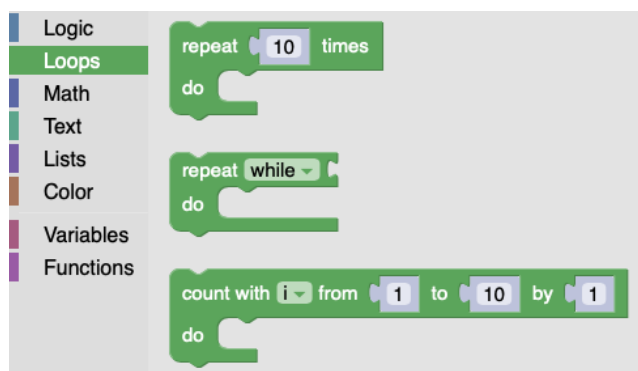 Logic
Loops
Math
Text
Lists
Color
Variables
Functions
repeat 10 times
do
repeat while
do
count with i from 1 to 10 by 1
do